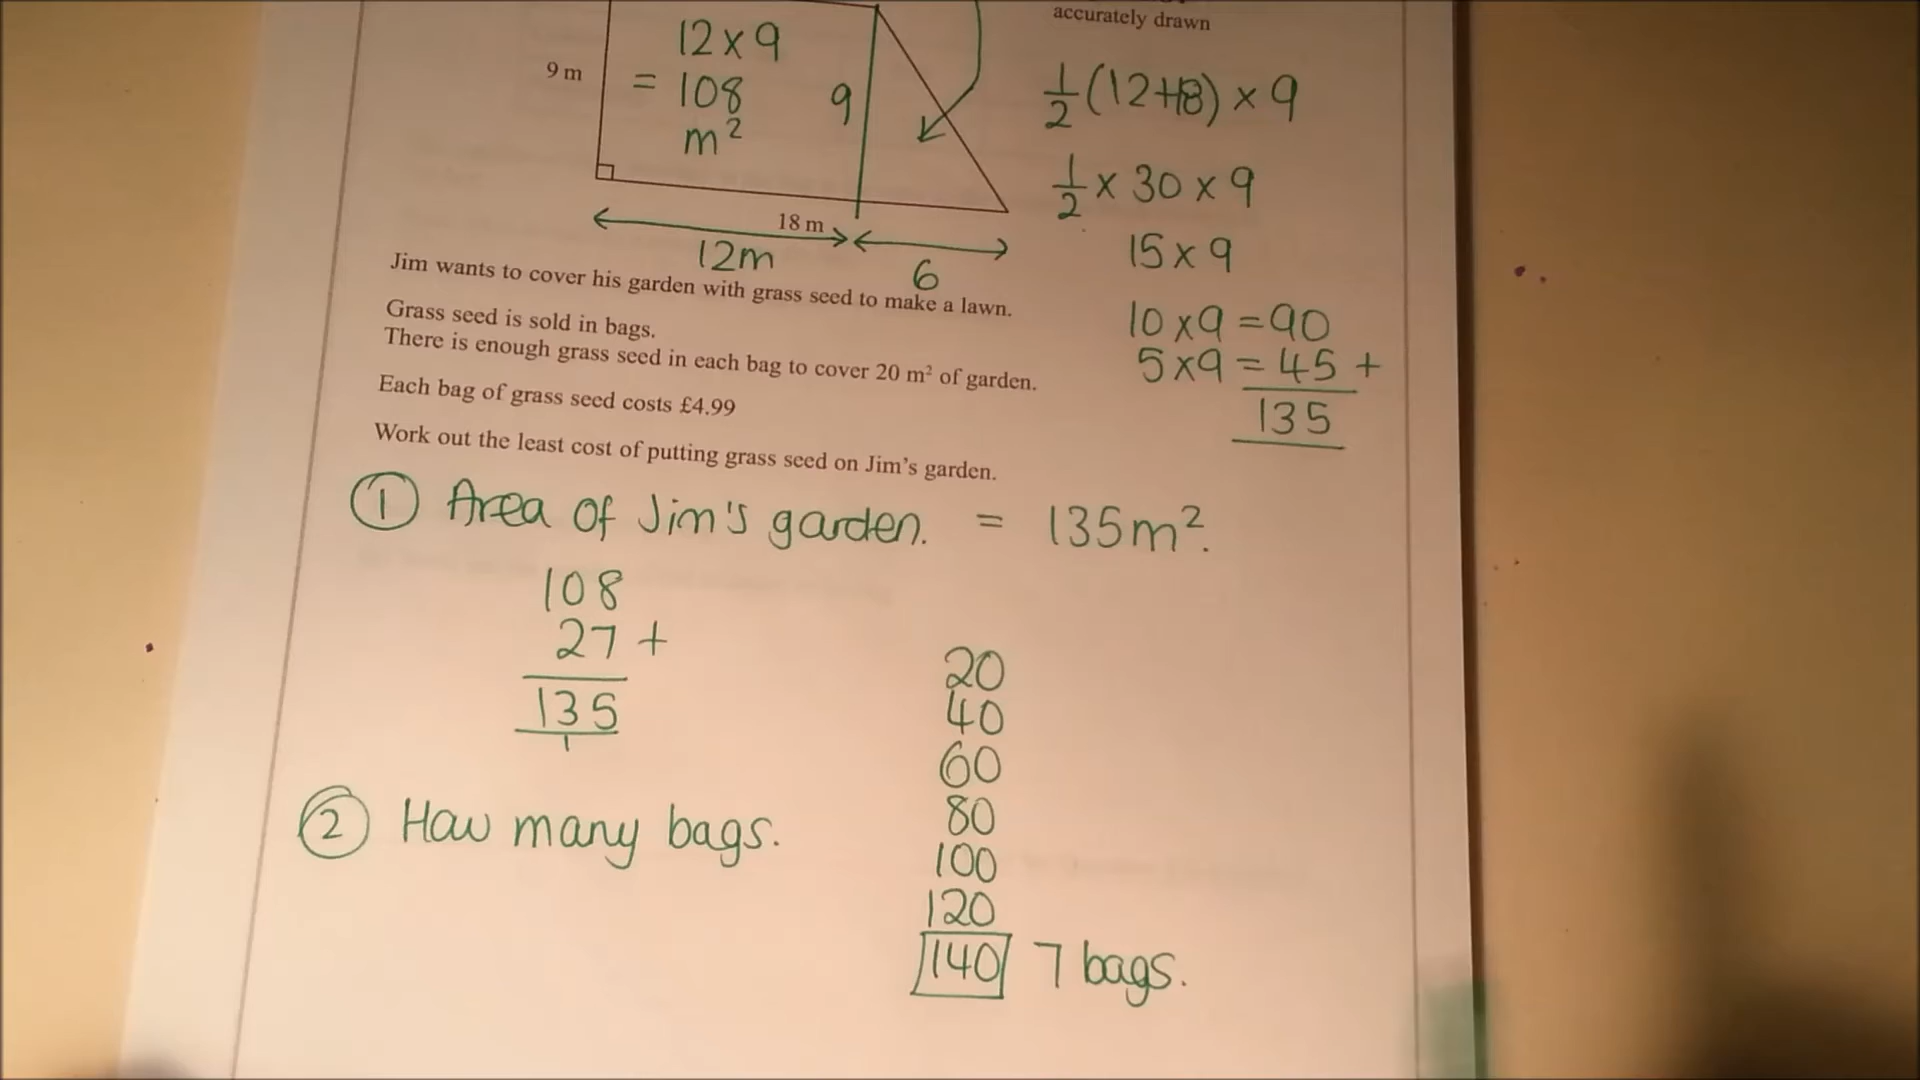 accurately drawn
12 x 9
= 108
m²
9 m
9
18 m
12m
6
½(12+18) x 9
½ x 30 x 9
15 x 9
10 x 9 = 90
5 x 9 = 45 +
135
Jim wants to cover his garden with grass seed to make a lawn.
Grass seed is sold in bags.
There is enough grass seed in each bag to cover 20 m² of garden.
Each bag of grass seed costs £4.99
Work out the least cost of putting grass seed on Jim's garden.
① Area of Jim's garden. = 135m².
108
27 +
135
1
② How many bags.
20
40
60
80
100
120
140 7 bags.